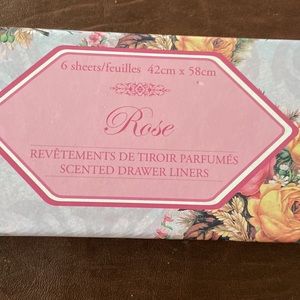 6 sheets/feuilles 42cm x 58cm
Rose
REVÊTEMENTS DE TIROIR PARFUMÉS
SCENTED DRAWER LINERS